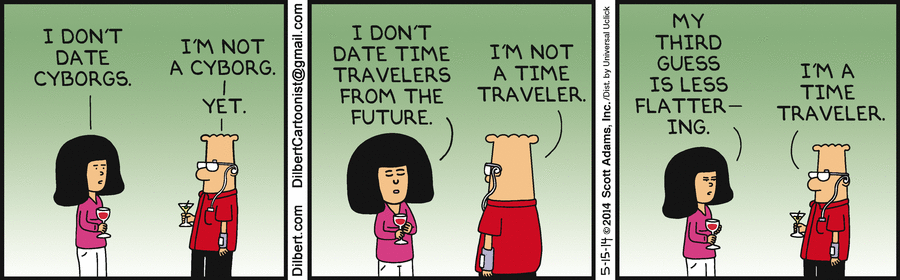 I DON'T
DATE
CYBORGS.
I'M NOT
A CYBORG.
YET.
Dilbert.com DilbertCartoonist@gmail.com
I DON'T
DATE TIME
TRAVELERS
FROM THE
FUTURE.
I'M NOT
A TIME
TRAVELER.
5-15-14 © 2014 Scott Adams, Inc. /Dist. by Universal Uclick
MY
THIRD
GUESS
IS LESS
FLATTER—
ING.
I'M A
TIME
TRAVELER.